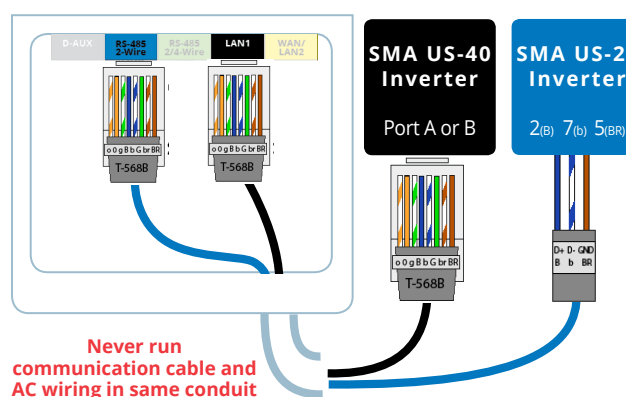 D-AUX
RS-485
2-Wire
RS-485
2/4-Wire
LAN1
WAN/
LAN2
o O g B b G br BR
T-568B
o O g B b G br BR
T-568B
SMA US-40
Inverter
Port A or B
o O g B b G br BR
T-568B
SMA US-2
Inverter
2(B) 7(b) 5(BR)
D+ D- GND
B b BR
Never run
communication cable and
AC wiring in same conduit